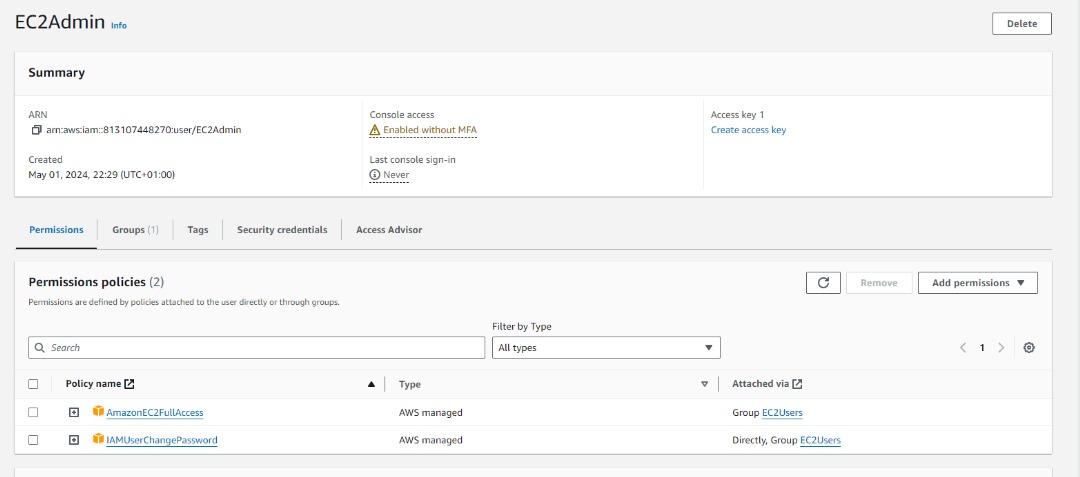 EC2Admin Info
Delete
Summary
ARN
arn:aws:iam::813107448270:user/EC2Admin
Console access
Enabled without MFA
Access key 1
Create access key
Created
May 01, 2024, 22:29 (UTC+01:00)
Last console sign-in
Never
Permissions Groups (1) Tags Security credentials Access Advisor
Permissions policies (2)
Remove Add permissions
Permissions are defined by policies attached to the user directly or through groups.
Filter by Type
Search All types 1
Policy name Type Attached via
AmazonEC2FullAccess AWS managed Group EC2Users
IAMUserChangePassword AWS managed Directly, Group EC2Users